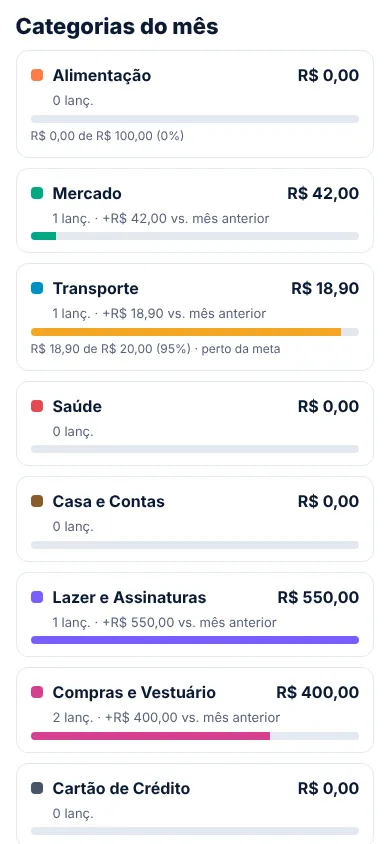 Categorias do mês
Alimentação R$ 0,00
0 lanç.
R$ 0,00 de R$ 100,00 (0%)
Mercado R$ 42,00
1 lanç. · +R$ 42,00 vs. mês anterior
Transporte R$ 18,90
1 lanç. · +R$ 18,90 vs. mês anterior
R$ 18,90 de R$ 20,00 (95%) · perto da meta
Saúde R$ 0,00
0 lanç.
Casa e Contas R$ 0,00
0 lanç.
Lazer e Assinaturas R$ 550,00
1 lanç. · +R$ 550,00 vs. mês anterior
Compras e Vestuário R$ 400,00
2 lanç. · +R$ 400,00 vs. mês anterior
Cartão de Crédito R$ 0,00
0 lanç.